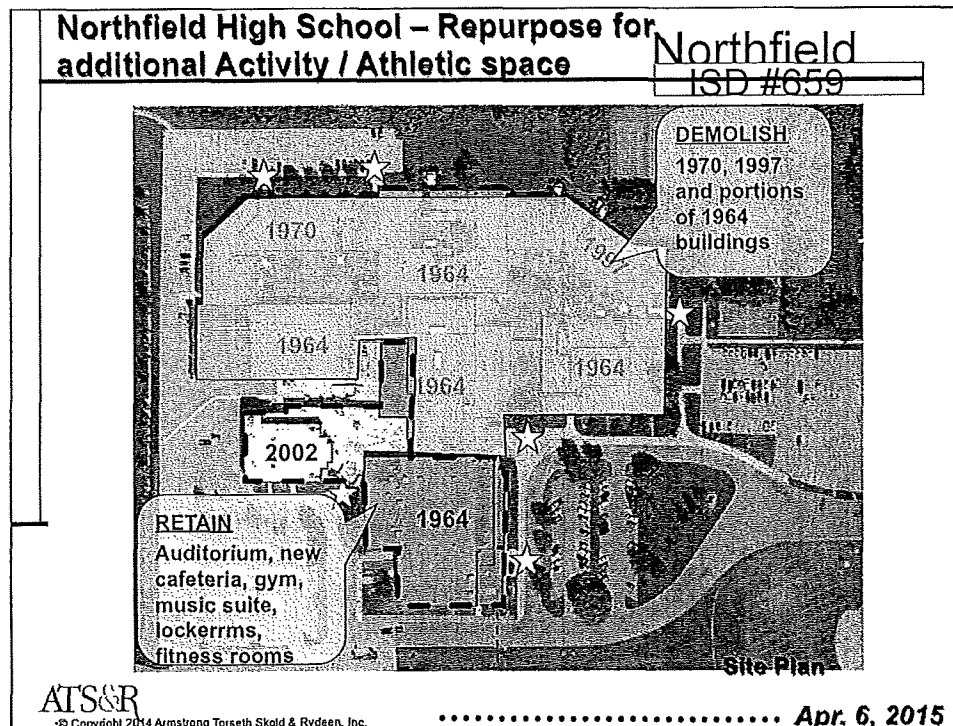 Northfield High School – Repurpose for
additional Activity / Athletic space
Northfield
ISD #659
DEMOLISH
1970, 1997
and portions
of 1964
buildings
1970
1964
1997
1964
1964
1964
2002
1964
RETAIN
Auditorium, new
cafeteria, gym,
music suite,
lockerrms,
fitness rooms
Site Plan
ATS&R
•© Copyright 2014 Armstrong Torseth Skold & Rydeen, Inc.
Apr. 6, 2015